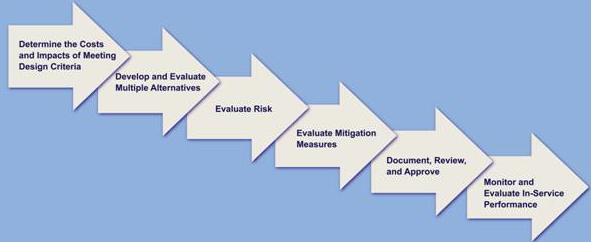 Determine the Costs
and Impacts of Meeting
Design Criteria
Develop and Evaluate
Multiple Alternatives
Evaluate Risk
Evaluate Mitigation
Measures
Document, Review,
and Approve
Monitor and
Evaluate In-Service
Performance